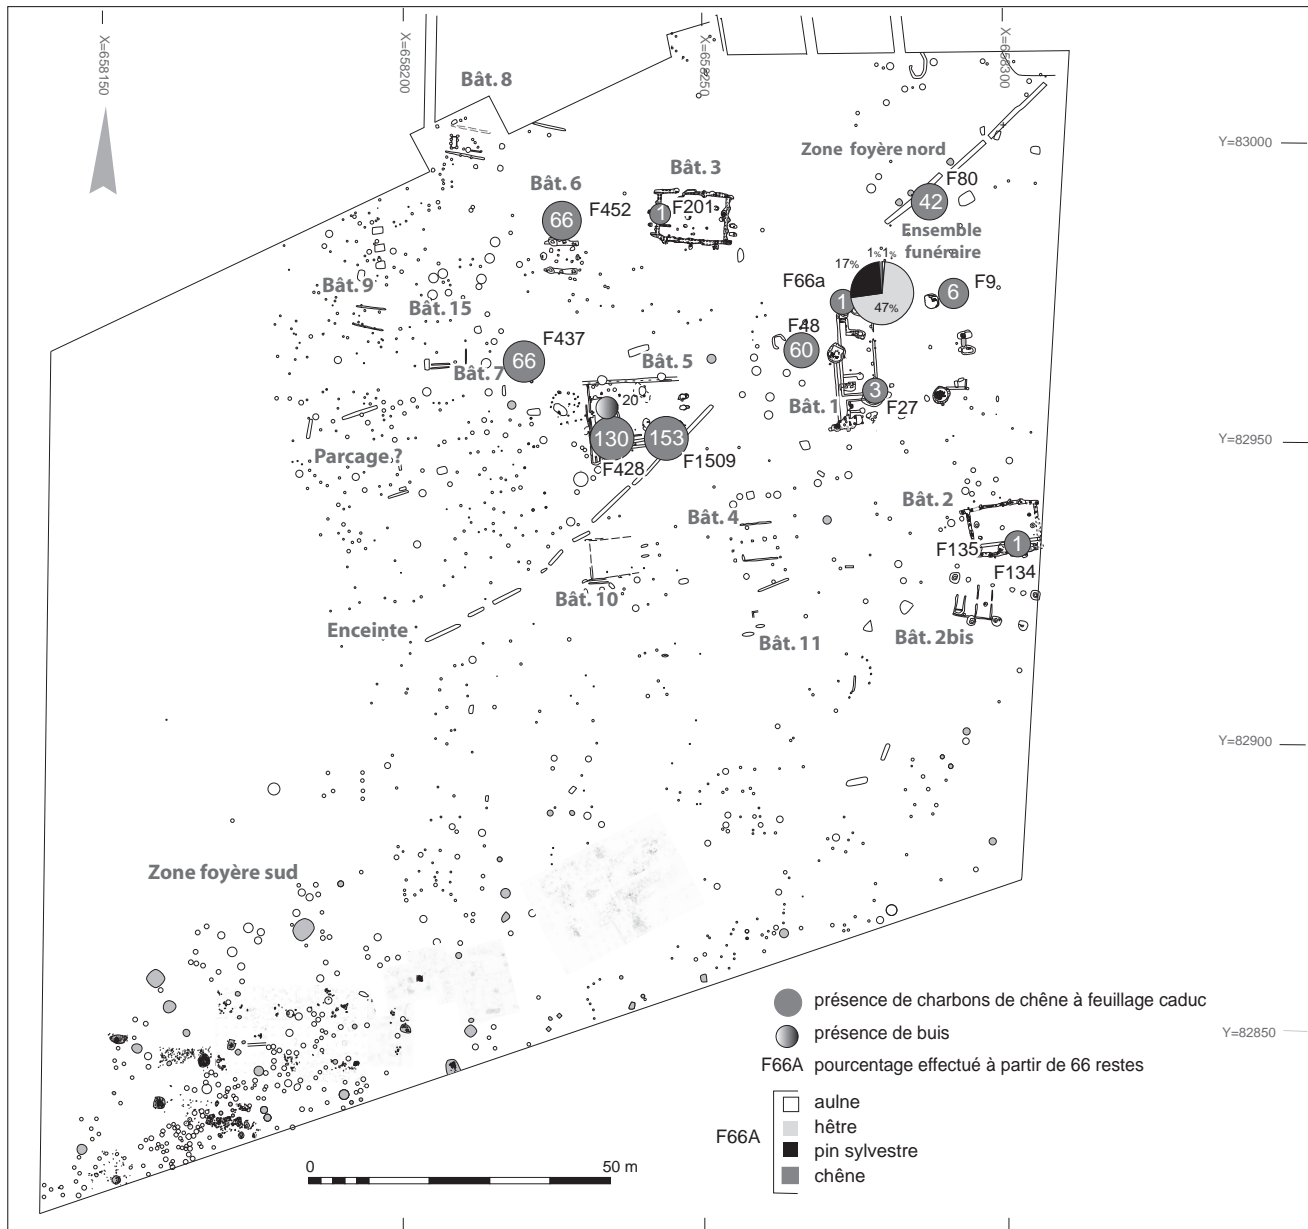 X=658150
X=658200
X=658250
X=658300
Bât. 8
Y=83000
Zone foyère nord
Bât. 3
F80
Bât. 6
42
66
F452
1
F201
Ensemble
funéraire
1% 1%
17%
F66a
1
47%
6
F9
Bât. 9
Bât. 15
F437
F48
66
60
Bât. 5
Bât. 7
3
20
Bât. 1
F27
130
153
Y=82950
Parcage ?
F428
F1509
Bât. 2
Bât. 4
F135
1
F134
Bât. 10
Enceinte
Bât. 11
Bât. 2bis
Y=82900
Zone foyère sud
présence de charbons de chêne à feuillage caduc
présence de buis
Y=82850
F66A pourcentage effectué à partir de 66 restes
aulne
hêtre
F66A
pin sylvestre
chêne
0
50 m